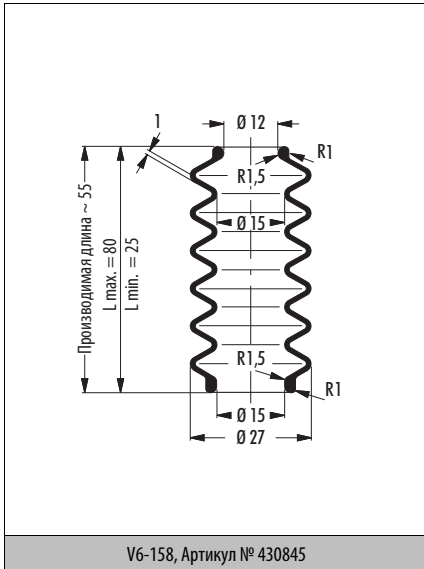 1
Ø 12
R1
R1,5
Ø 15
Производимая длина ~ 55
L max. = 80
L min. = 25
R1,5
R1
Ø 15
Ø 27
V6-158, Артикул № 430845